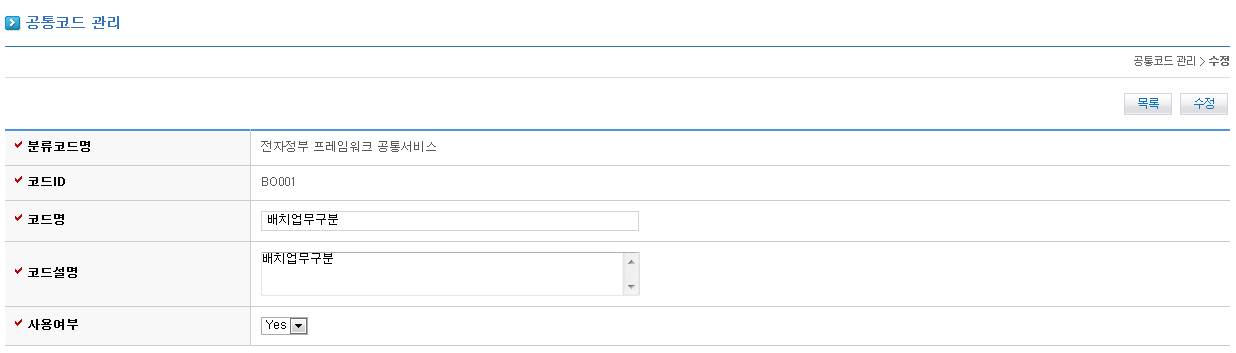 공통코드 관리
공통코드 관리 > 수정
목록 수정
분류코드명 전자정부 프레임워크 공통서비스
코드ID BO001
코드명 배치업무구분
코드설명 배치업무구분
사용여부 Yes